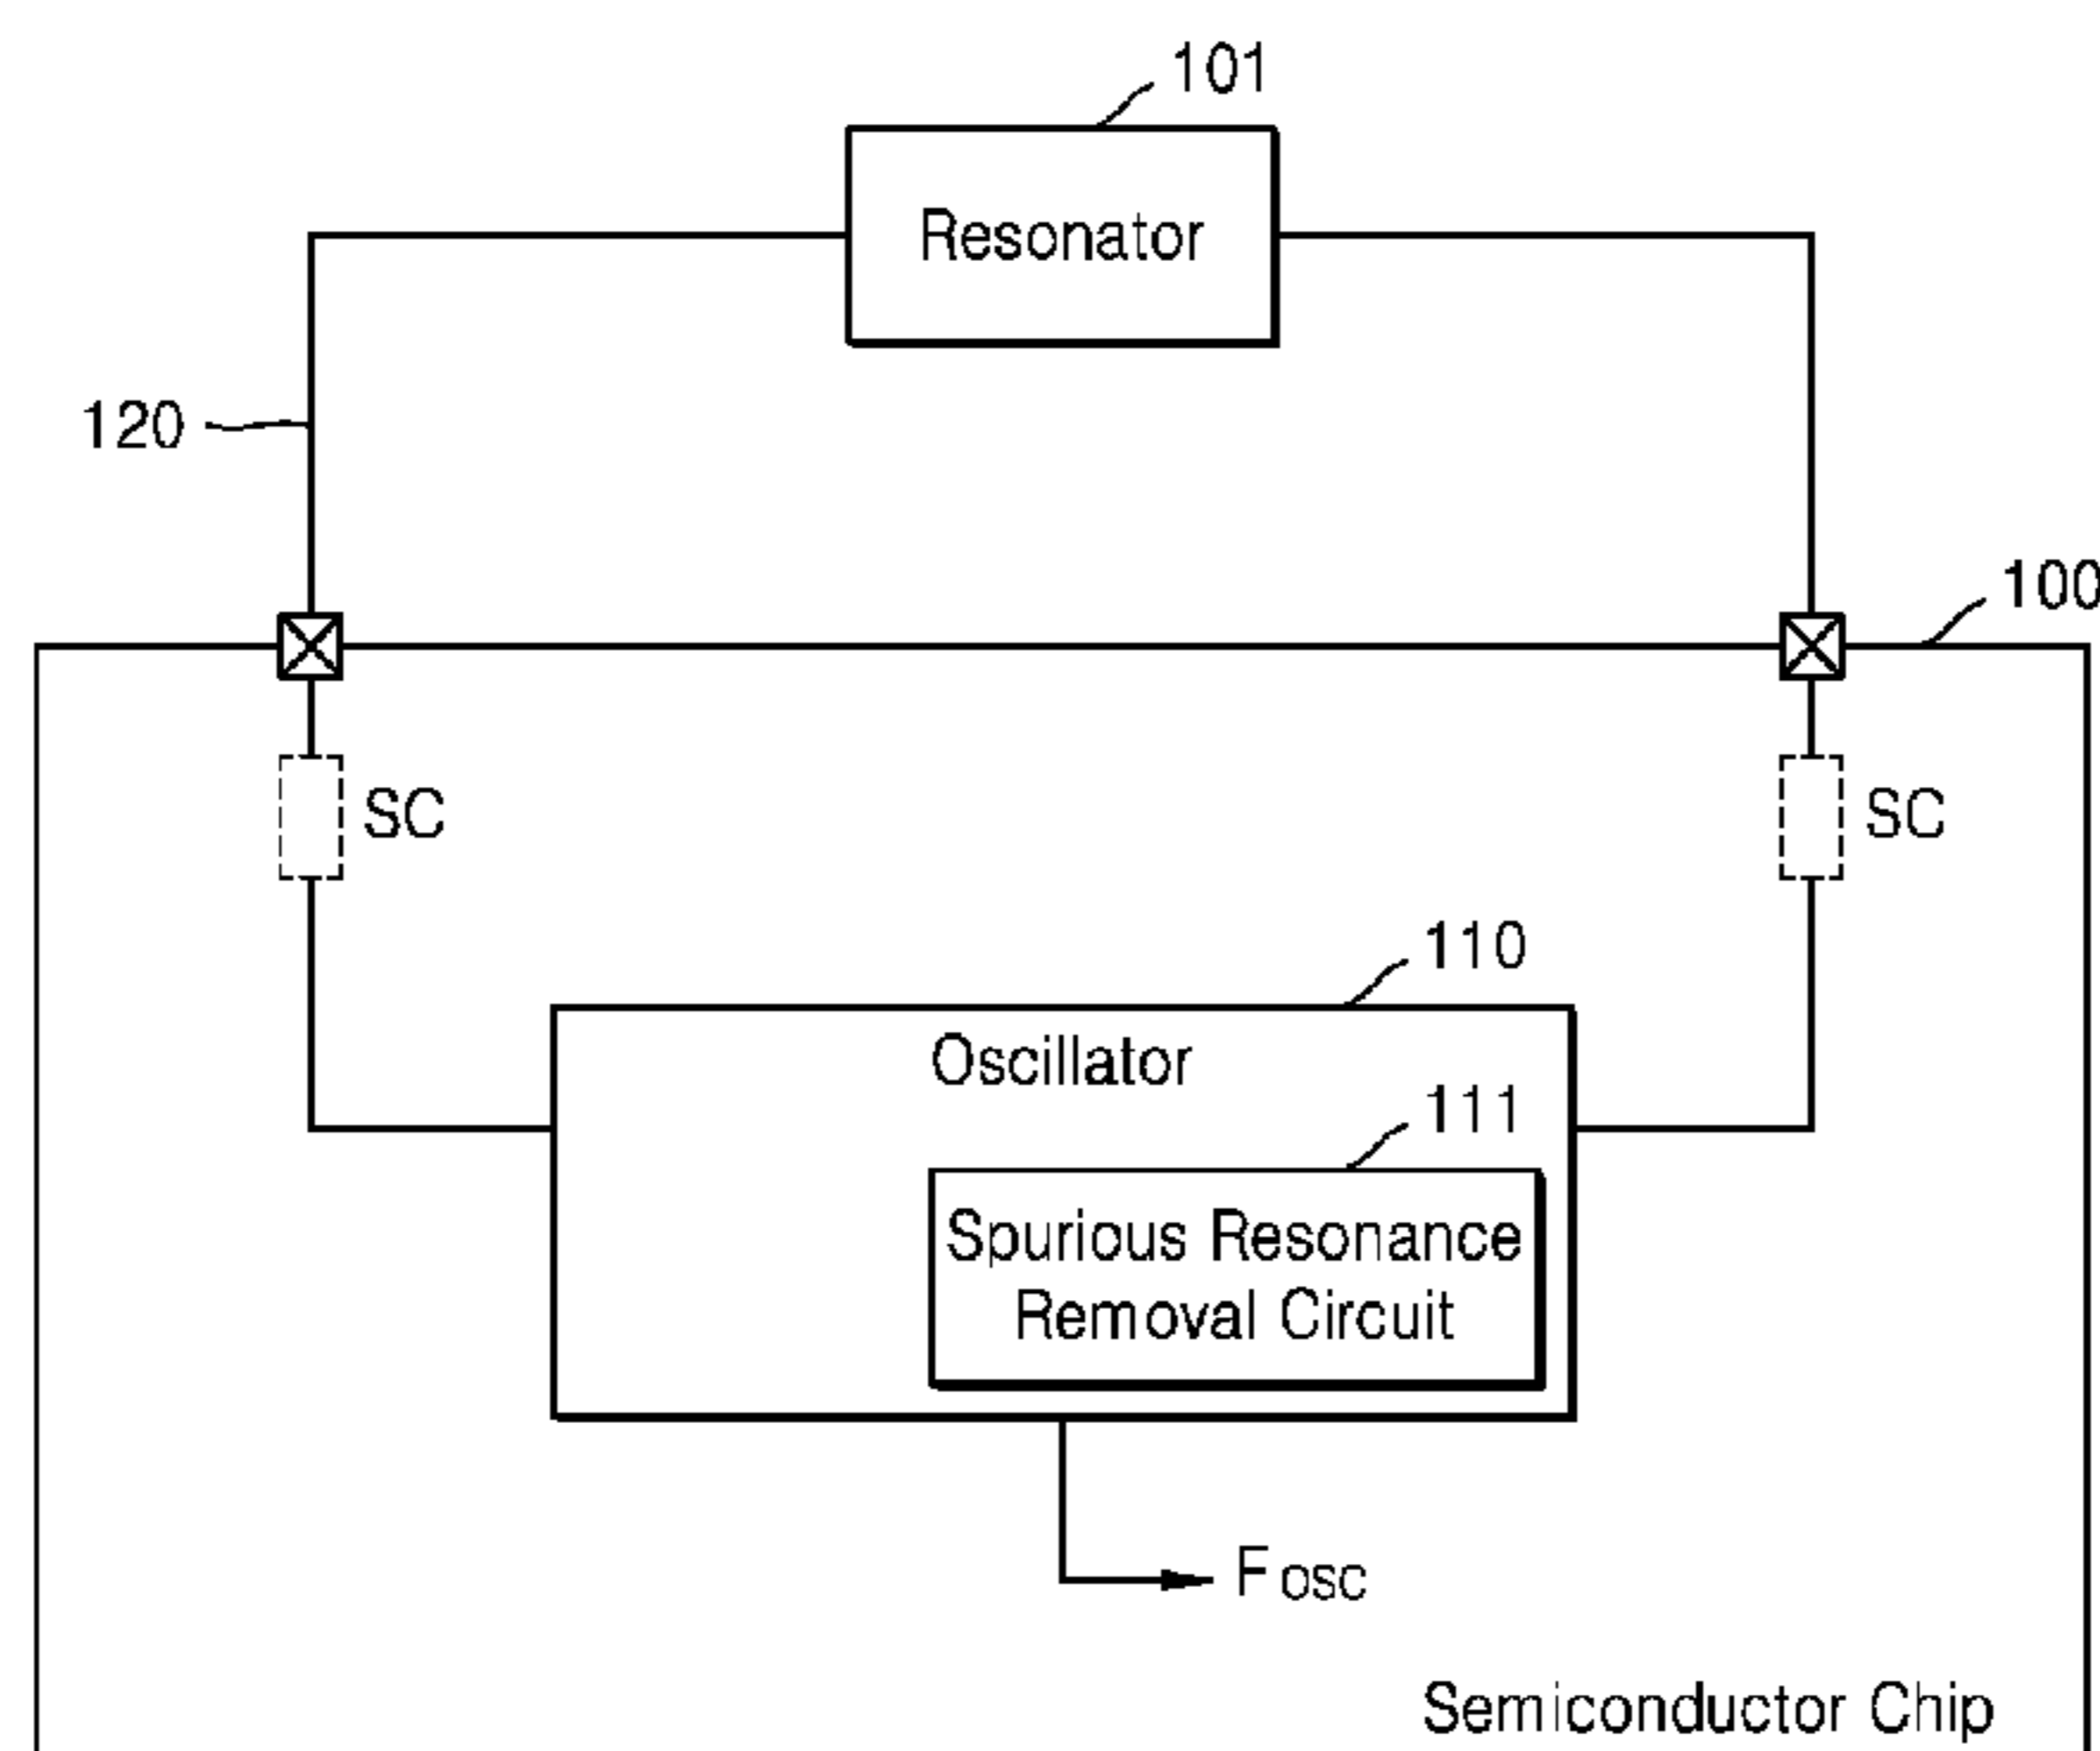 101
Resonator
120
100
SC
SC
110
Oscillator
111
Spurious Resonance
Removal Circuit
Fosc
Semiconductor Chip